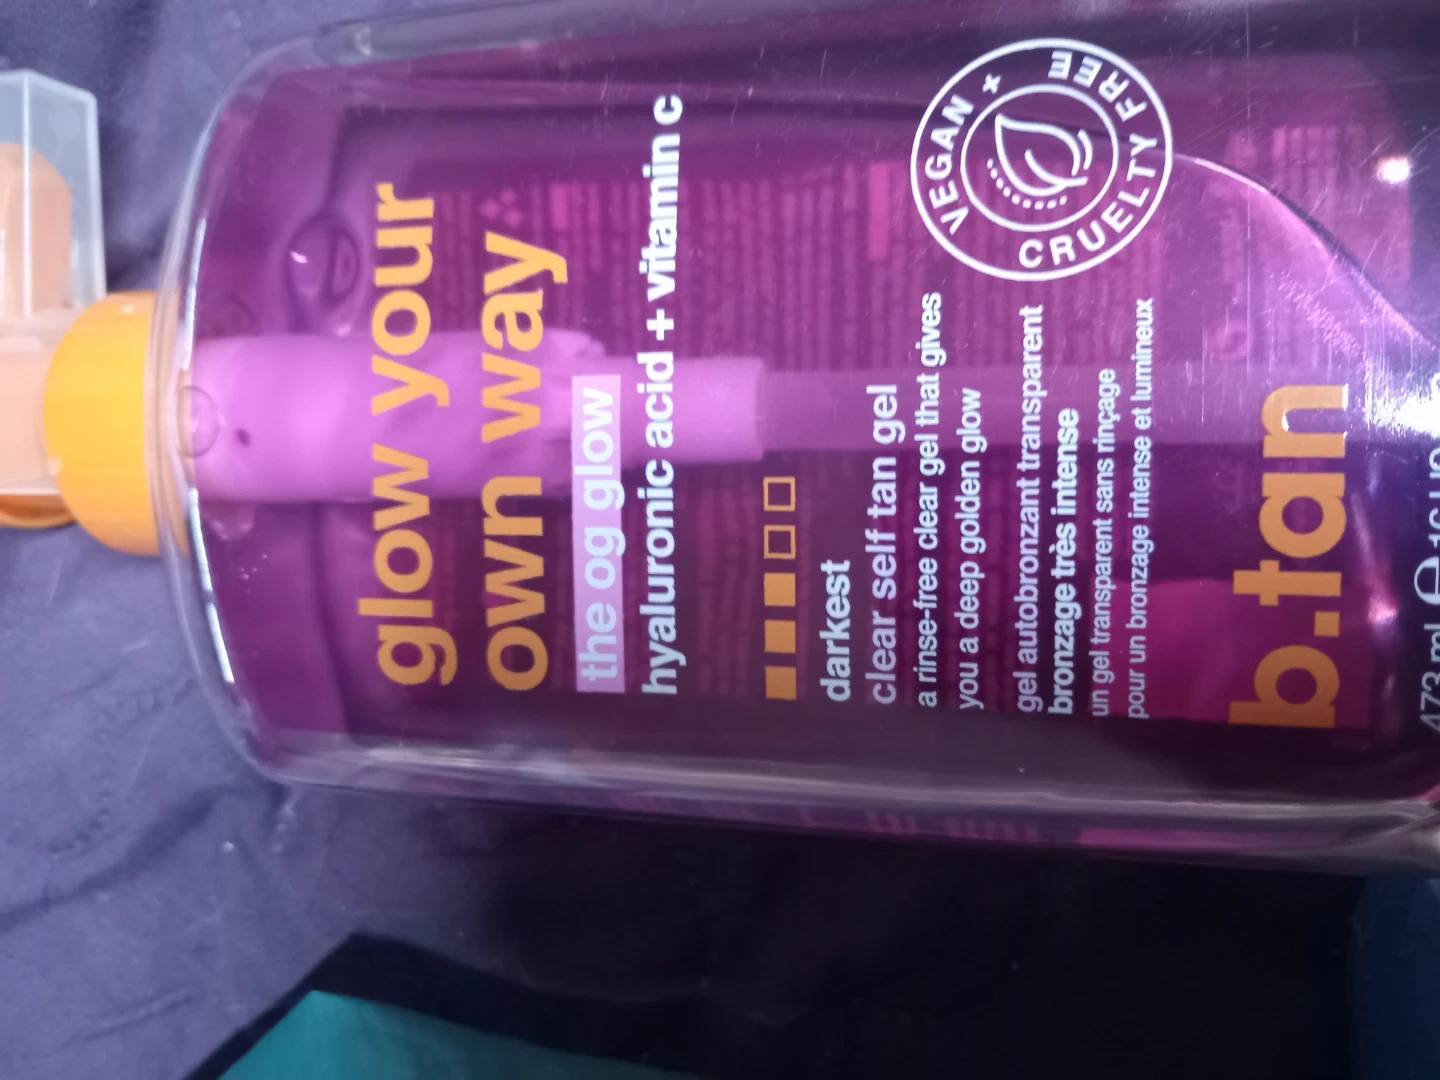 glow your
own way
the og glow
hyaluronic acid + vitamin c
darkest
clear self tan gel
a rinse-free clear gel that gives
you a deep golden glow
gel autobronzant transparent
bronzage très intense
un gel transparent sans rinçage
pour un bronzage intense et lumineux
VEGAN + CRUELTY FREE
b.tan
473 ml e 16